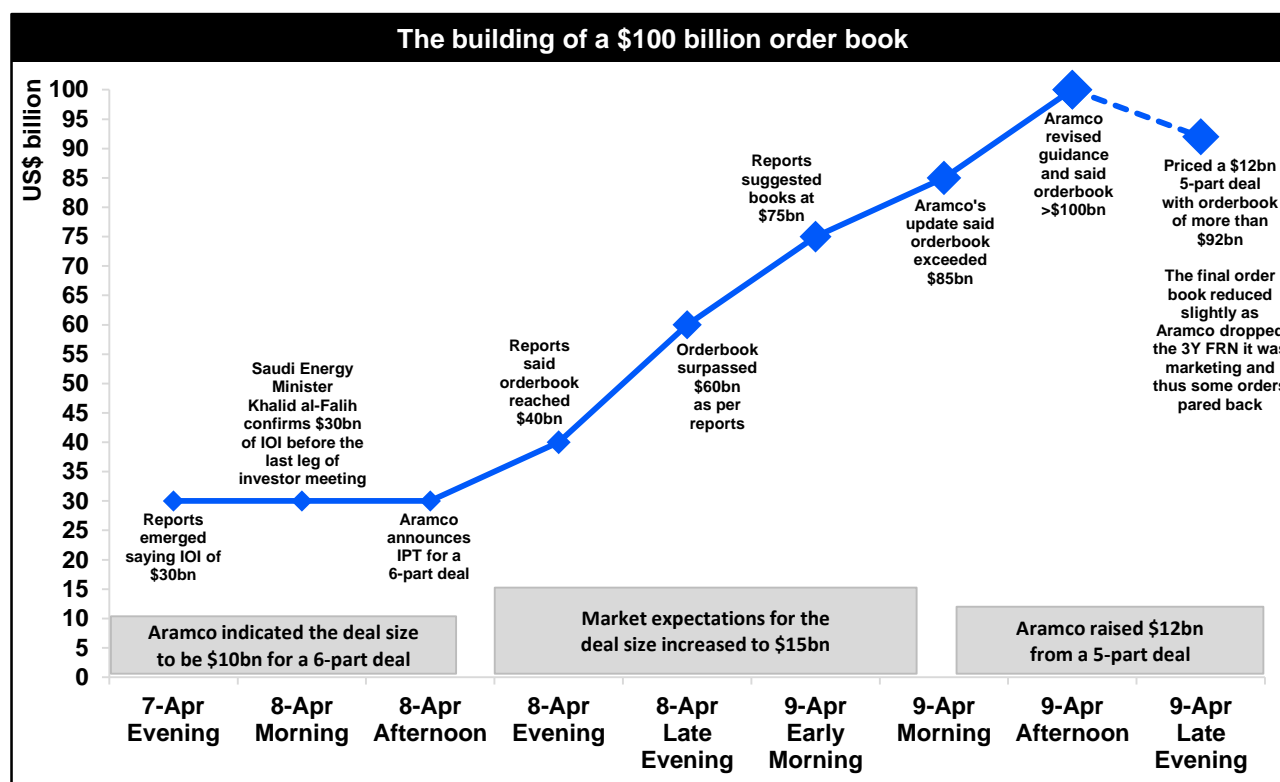 The building of a $100 billion order book
US$ billion
100
95
90
85
80
75
70
65
60
55
50
45
40
35
30
25
20
15
10
5
0
Reports
emerged
saying IOI of
$30bn
Saudi Energy
Minister
Khalid al-Falih
confirms $30bn
of IOI before the
last leg of
investor meeting
Aramco
announces
IPT for a
6-part deal
Reports
said
orderbook
reached
$40bn
Orderbook
surpassed
$60bn
as per
reports
Reports
suggested
books at
$75bn
Aramco's
update said
orderbook
exceeded
$85bn
Aramco
revised
guidance
and said
orderbook
>$100bn
Priced a $12bn
5-part deal
with orderbook
of more than
$92bn
The final order
book reduced
slightly as
Aramco dropped
the 3Y FRN it was
marketing and
thus some orders
pared back
Aramco indicated the deal size
to be $10bn for a 6-part deal
Market expectations for the
deal size increased to $15bn
Aramco raised $12bn
from a 5-part deal
7-Apr
Evening
8-Apr
Morning
8-Apr
Afternoon
8-Apr
Evening
8-Apr
Late
Evening
9-Apr
Early
Morning
9-Apr
Morning
9-Apr
Afternoon
9-Apr
Late
Evening